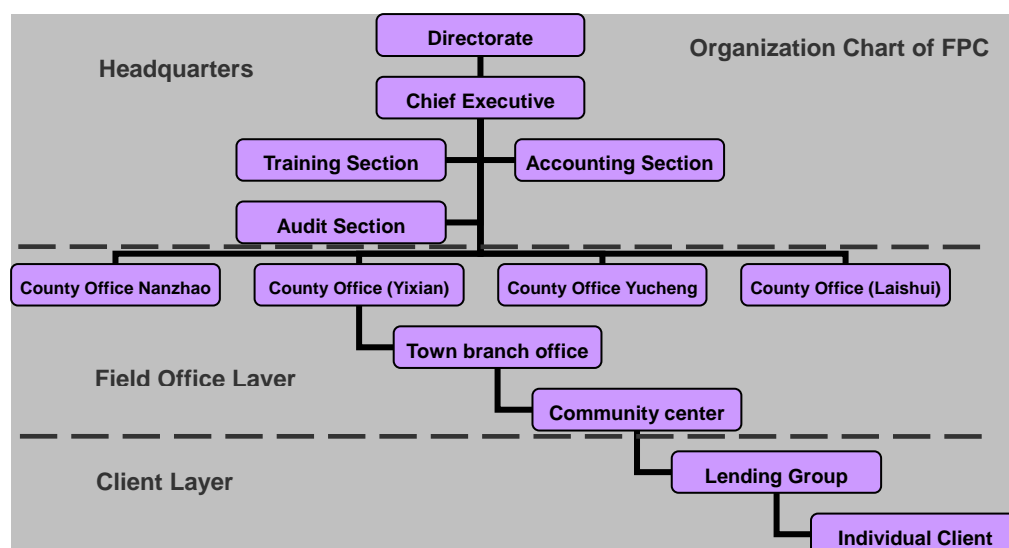 Directorate
Organization Chart of FPC
Headquarters
Chief Executive
Training Section
Accounting Section
Audit Section
County Office Nanzhao
County Office (Yixian)
County Office Yucheng
County Office (Laishui)
Town branch office
Field Office Layer
Community center
Lending Group
Client Layer
Individual Client